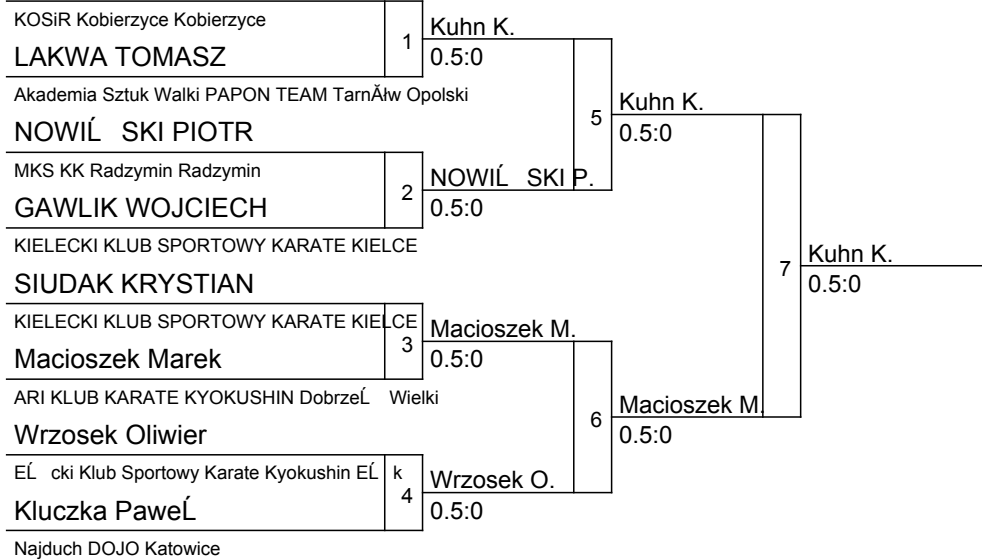 KOSiR Kobierzyce Kobierzyce
LAKWA TOMASZ
Akademia Sztuk Walki PAPON TEAM TarnĂłw Opolski
NOWIĹ SKI PIOTR
MKS KK Radzymin Radzymin
GAWLIK WOJCIECH
KIELECKI KLUB SPORTOWY KARATE KIELCE
SIUDAK KRYSTIAN
KIELECKI KLUB SPORTOWY KARATE KIELCE
Macioszek Marek
ARI KLUB KARATE KYOKUSHIN DobrzeĹ Wielki
Wrzosek Oliwier
EĹ cki Klub Sportowy Karate Kyokushin EĹ k
Kluczka PaweĹ
Najduch DOJO Katowice
1
Kuhn K.
0.5:0
2
NOWIĹ SKI P.
0.5:0
3
Macioszek M.
0.5:0
4
Wrzosek O.
0.5:0
5
Kuhn K.
0.5:0
6
Macioszek M.
0.5:0
7
Kuhn K.
0.5:0